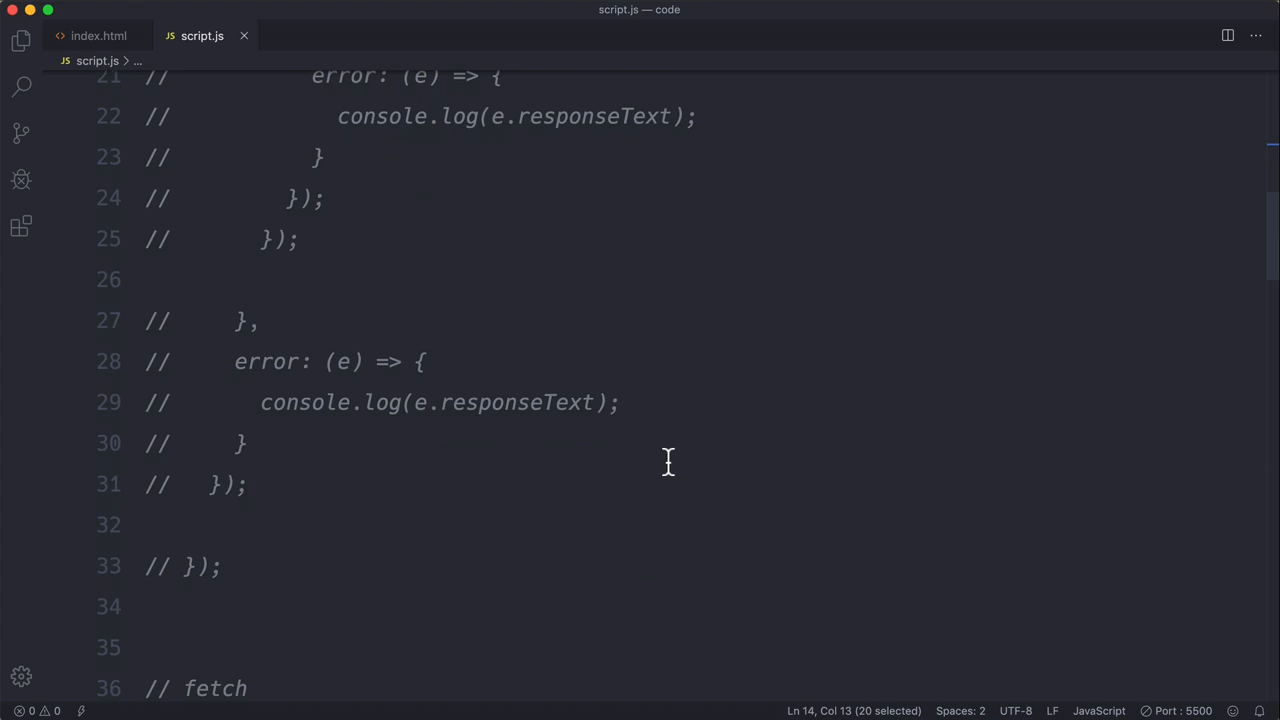 script.js — code
<> index.html
JS script.js ×
JS script.js > ...
21 // error: (e) => {
22 // console.log(e.responseText);
23 // }
24 // });
25 // });
26
27 // },
28 // error: (e) => {
29 // console.log(e.responseText);
30 // }
31 // });
32
33 // });
34
35
36 // fetch
0 0 Ln 14, Col 13 (20 selected) Spaces: 2 UTF-8 LF JavaScript Port : 5500